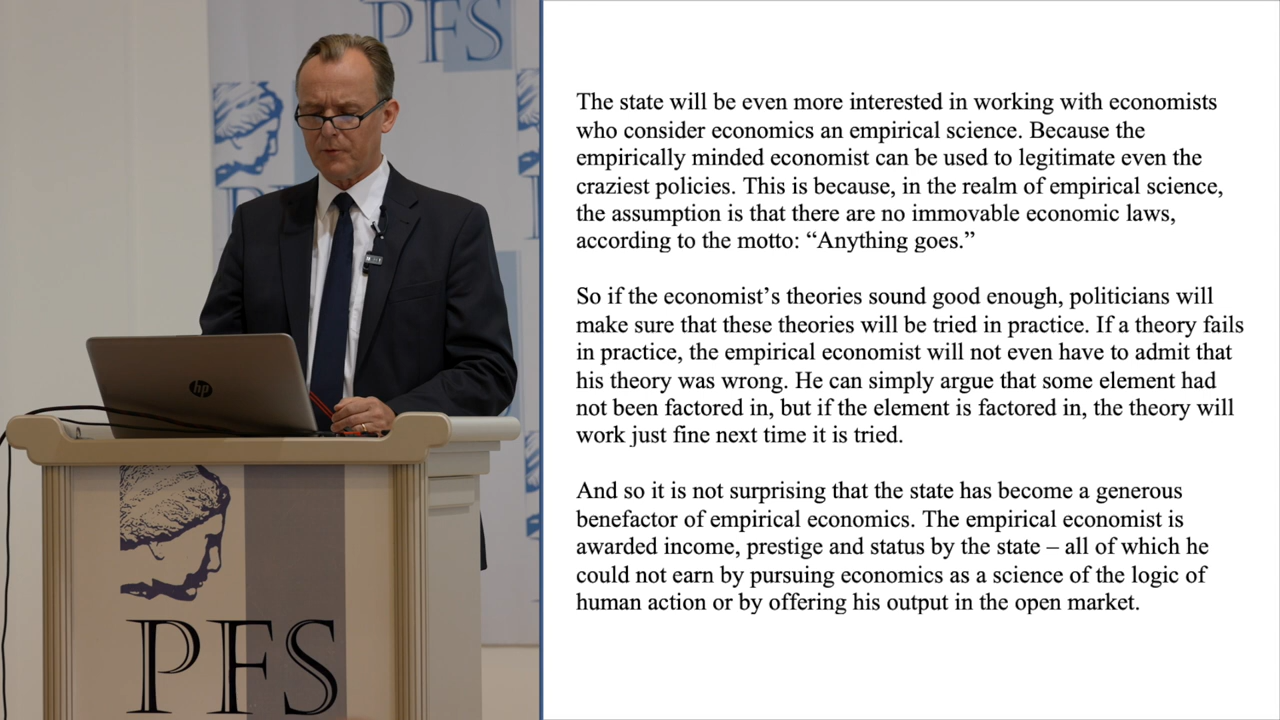 PFS
hp
PFS
The state will be even more interested in working with economists
who consider economics an empirical science. Because the
empirically minded economist can be used to legitimate even the
craziest policies. This is because, in the realm of empirical science,
the assumption is that there are no immovable economic laws,
according to the motto: “Anything goes.”
So if the economist’s theories sound good enough, politicians will
make sure that these theories will be tried in practice. If a theory fails
in practice, the empirical economist will not even have to admit that
his theory was wrong. He can simply argue that some element had
not been factored in, but if the element is factored in, the theory will
work just fine next time it is tried.
And so it is not surprising that the state has become a generous
benefactor of empirical economics. The empirical economist is
awarded income, prestige and status by the state – all of which he
could not earn by pursuing economics as a science of the logic of
human action or by offering his output in the open market.